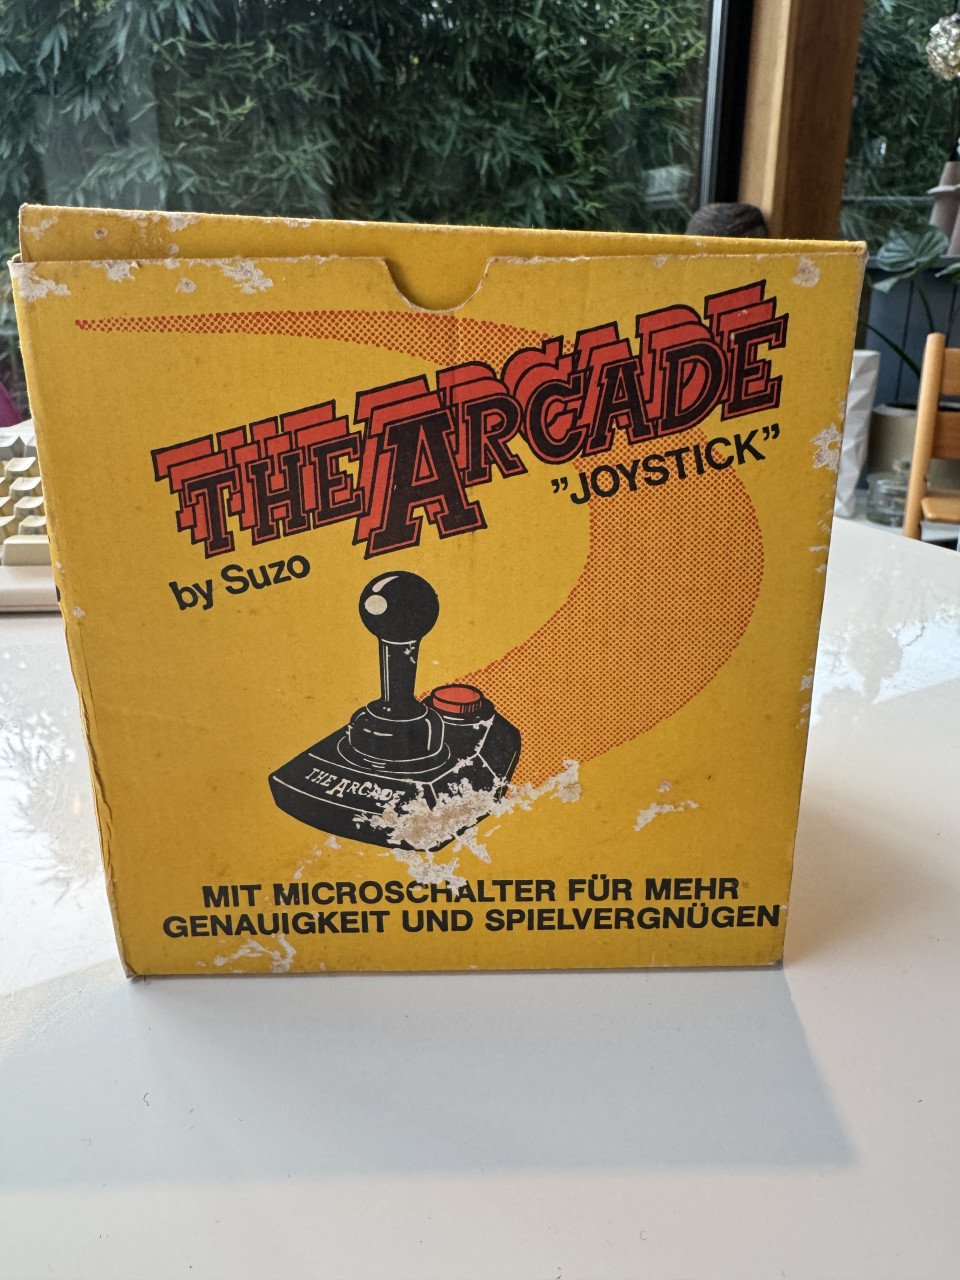 THE ARCADE
”JOYSTICK”
by Suzo
THE ARCADE
MIT MICROSCHALTER FÜR MEHR
GENAUIGKEIT UND SPIELVERGNÜGEN